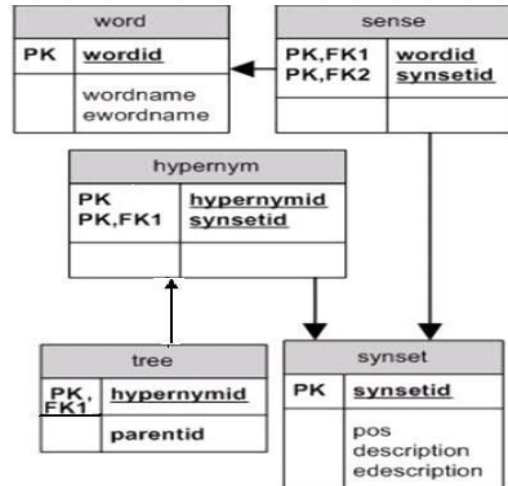 word
PK wordid
wordname
ewordname
sense
PK,FK1 wordid
PK,FK2 synsetid
hypernym
PK hypernymid
PK,FK1 synsetid
tree
PK, FK1 hypernymid
parentid
synset
PK synsetid
pos
description
edescription